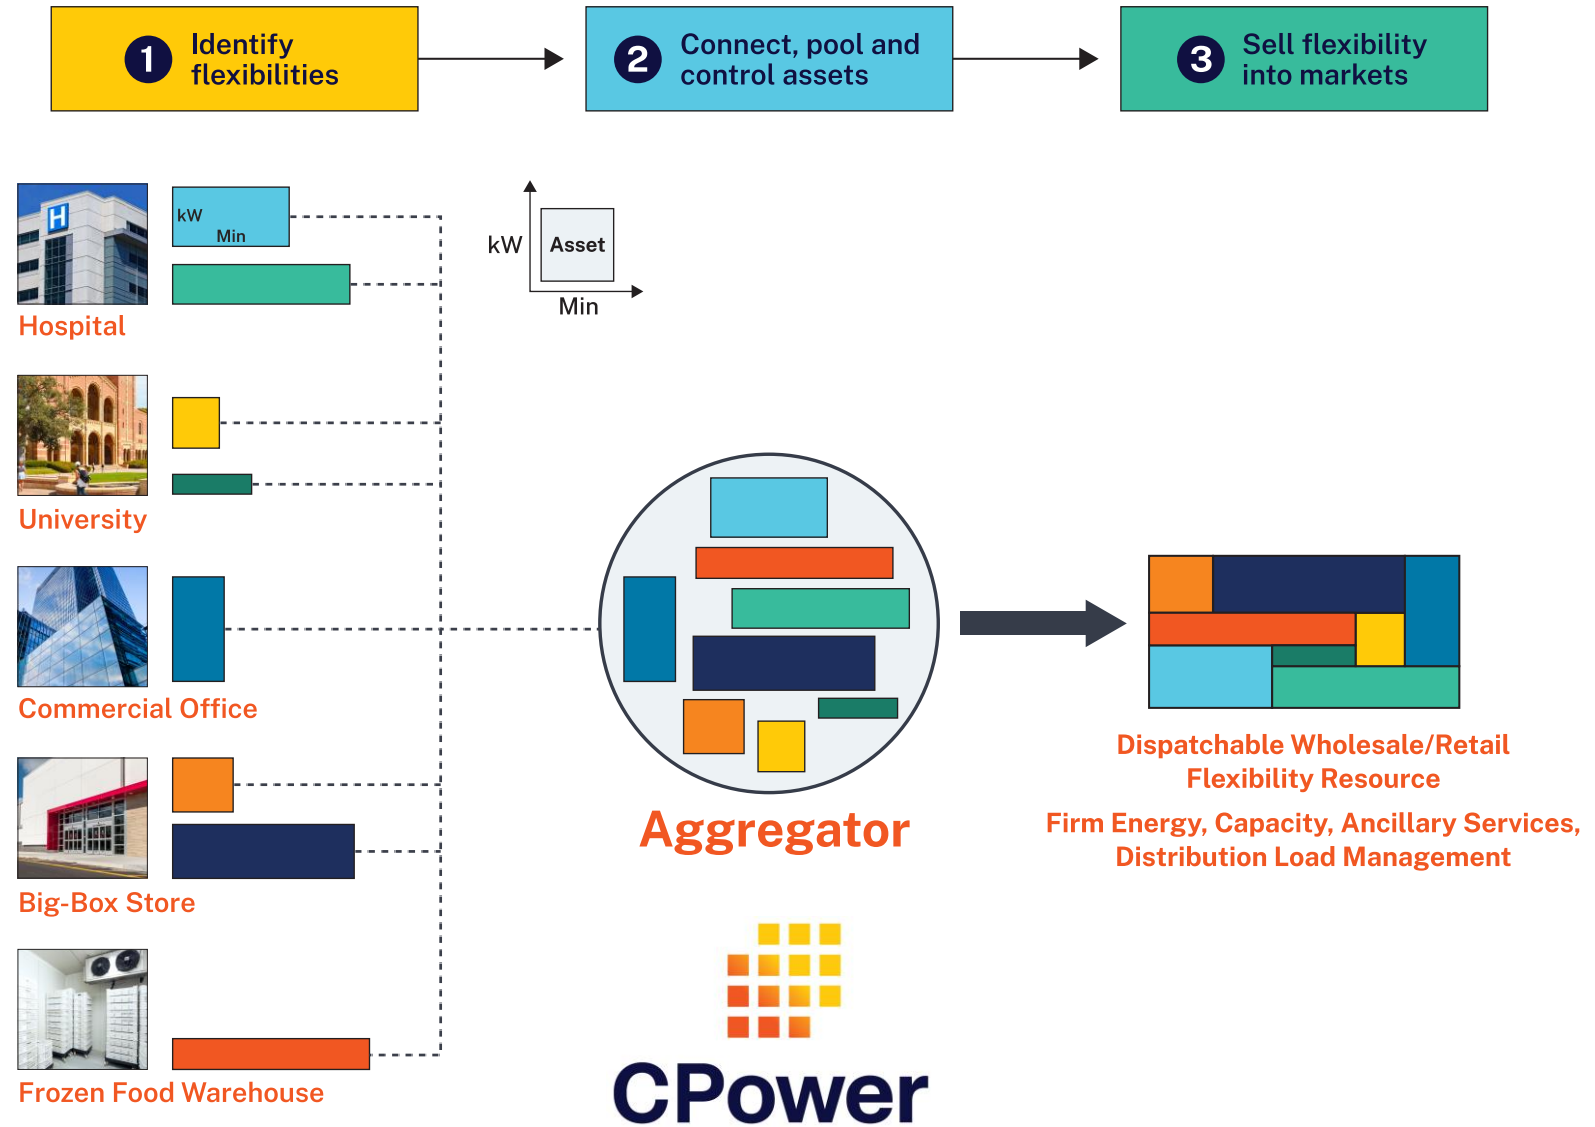 1 Identify
flexibilities
2 Connect, pool and
control assets
3 Sell flexibility
into markets
H
kW
Min
Hospital
kW
Asset
Min
University
Commercial Office
Big-Box Store
Frozen Food Warehouse
Aggregator
Dispatchable Wholesale/Retail
Flexibility Resource
Firm Energy, Capacity, Ancillary Services,
Distribution Load Management
CPower